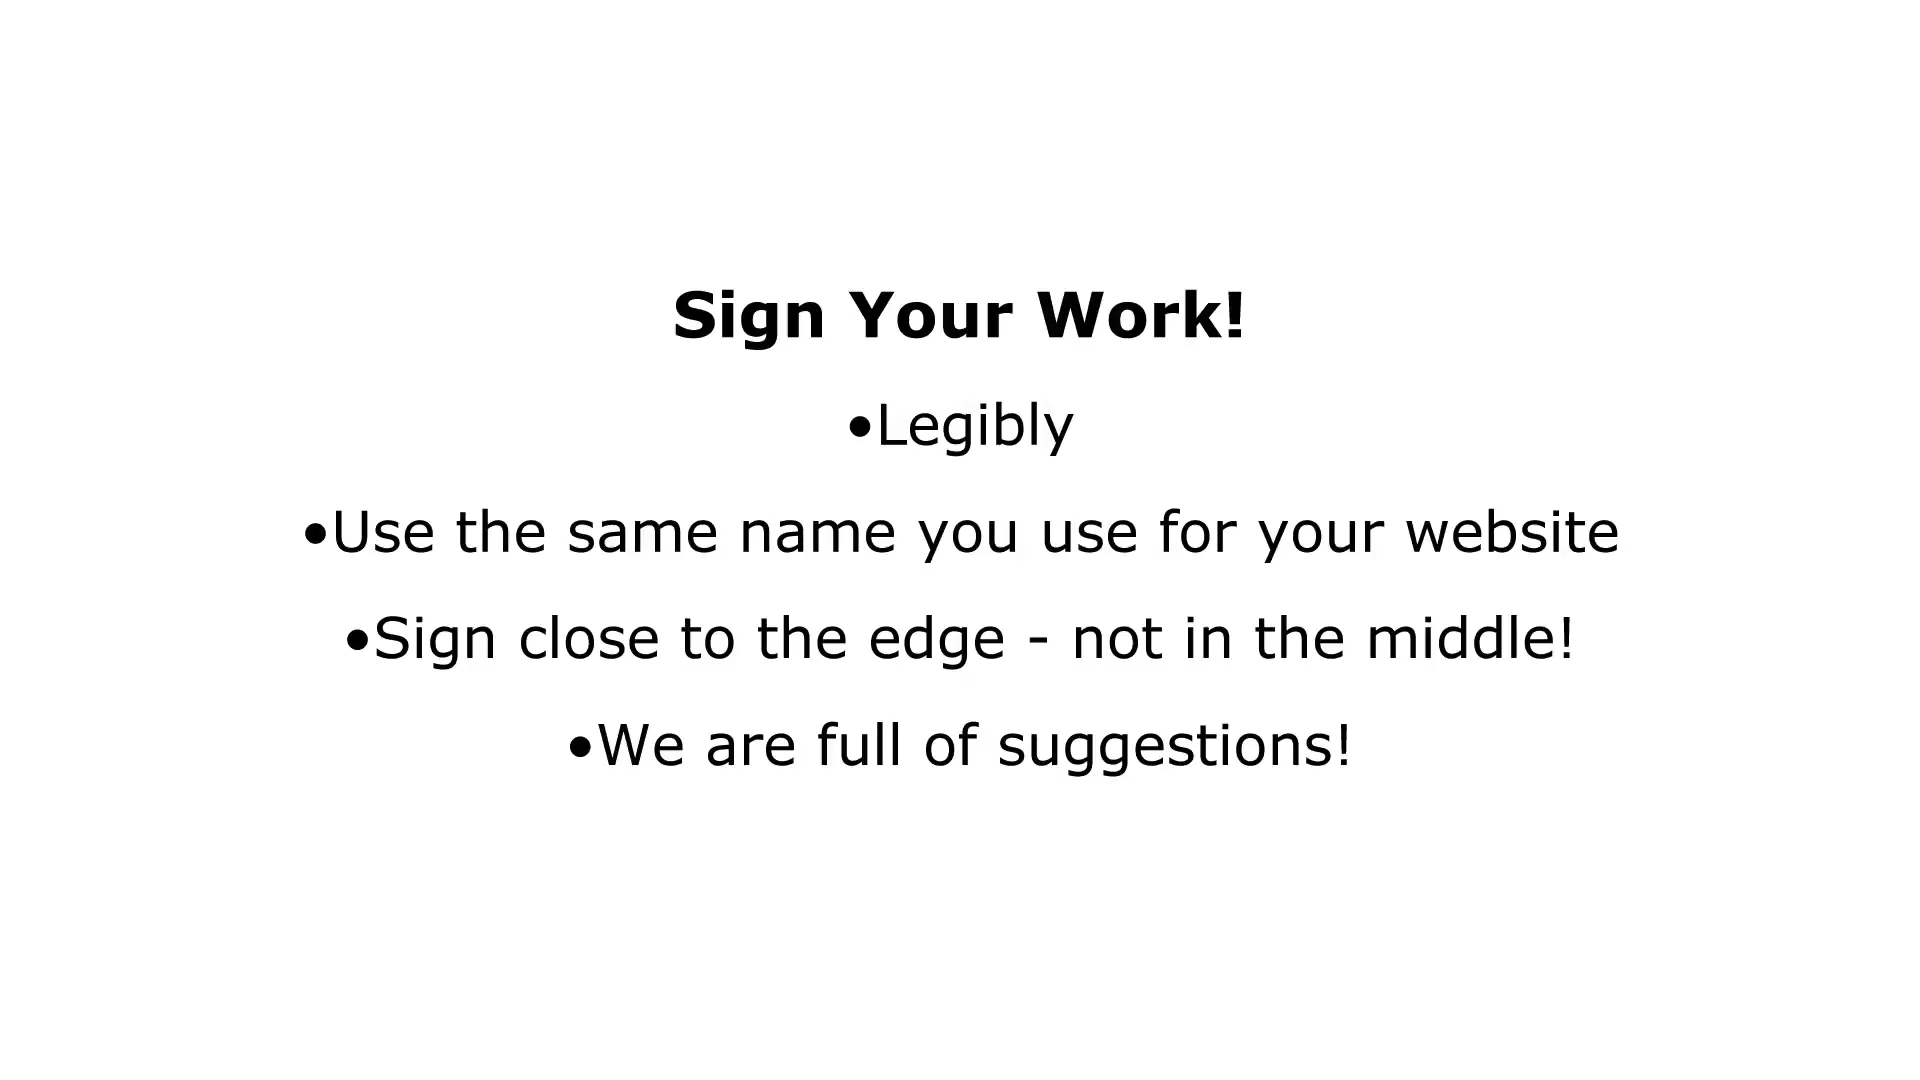 Sign Your Work!
•Legibly
•Use the same name you use for your website
•Sign close to the edge - not in the middle!
•We are full of suggestions!